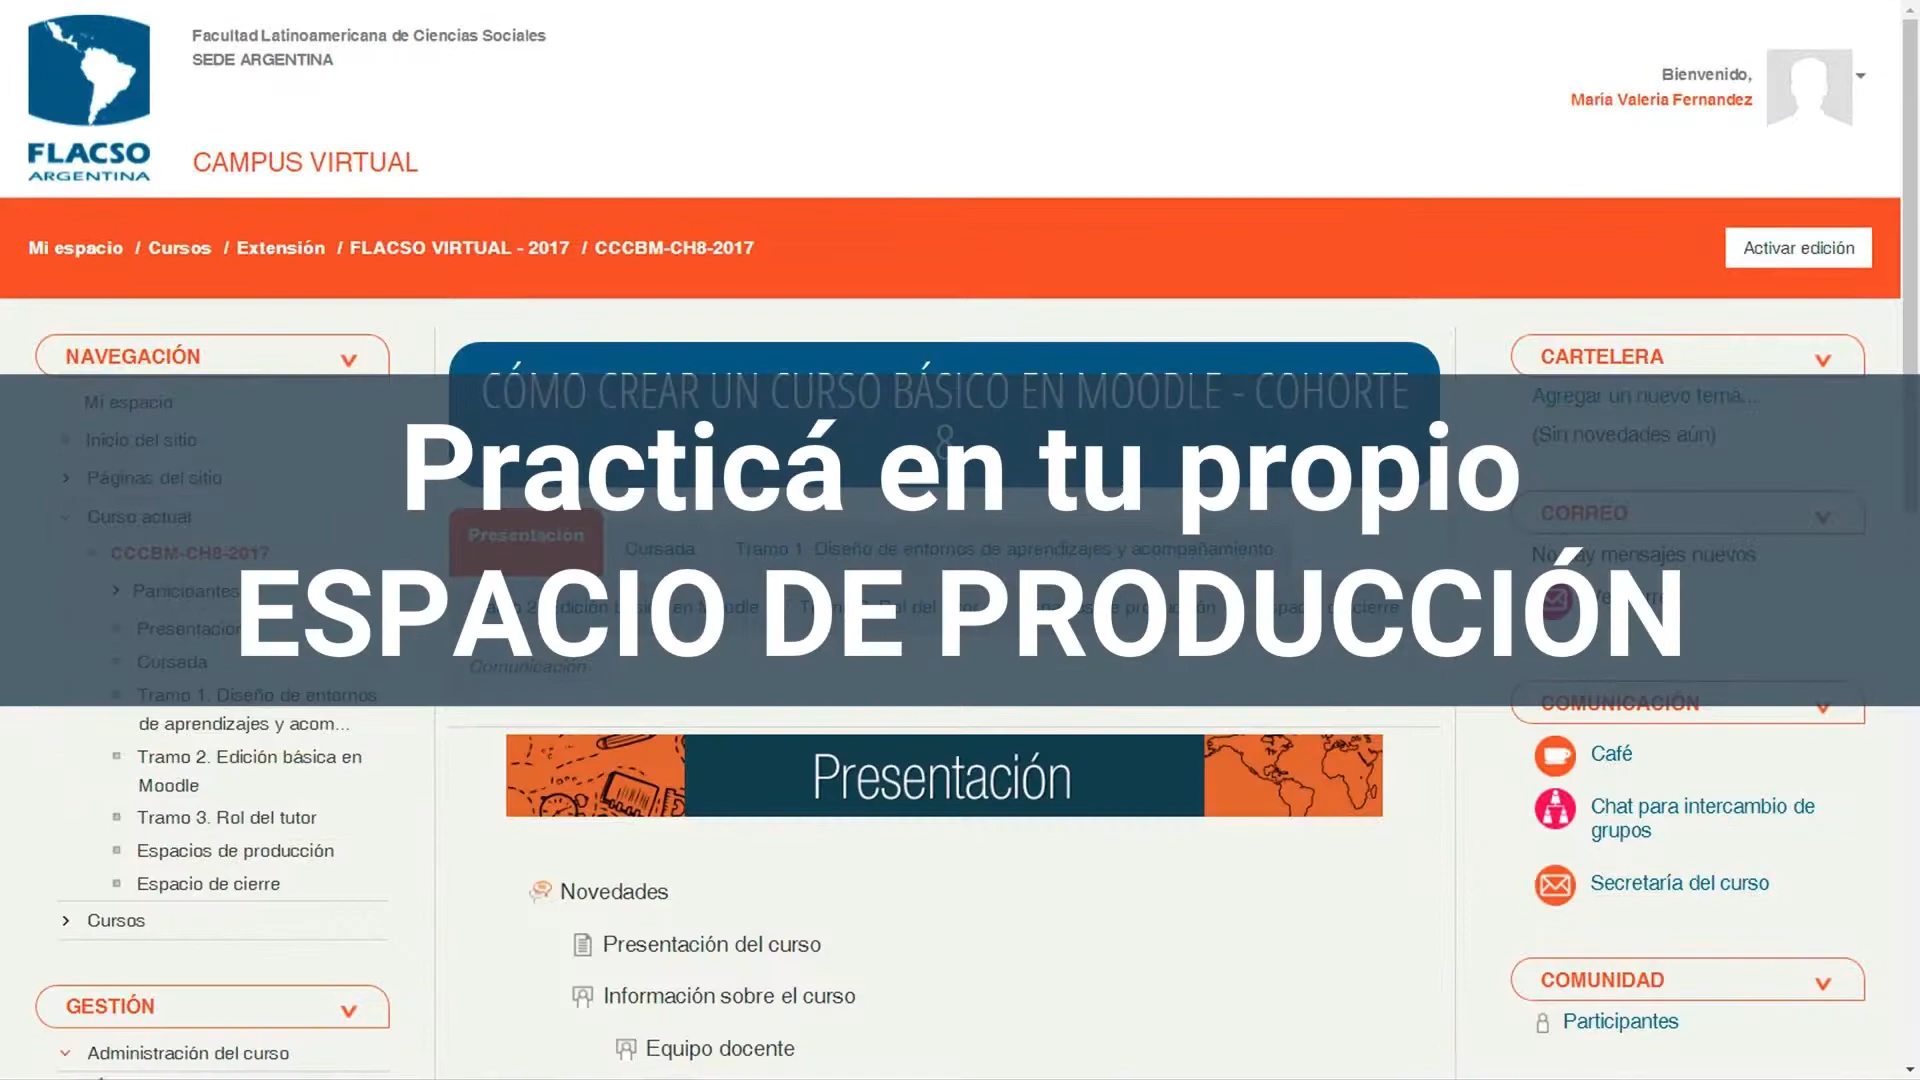 FLACSO
ARGENTINA
Facultad Latinoamericana de Ciencias Sociales
SEDE ARGENTINA
CAMPUS VIRTUAL
Bienvenido,
María Valeria Fernandez
Mi espacio / Cursos / Extensión / FLACSO VIRTUAL - 2017 / CCCBM-CH8-2017
Activar edición
NAVEGACIÓN
Mi espacio
Inicio del sitio
Páginas del sitio
Curso actual
CCCBM-CH8-2017
Participantes
Presentación
Cursada
Tramo 1. Diseño de entornos
de aprendizajes y acom...
Tramo 2. Edición básica en
Moodle
Tramo 3. Rol del tutor
Espacios de producción
Espacio de cierre
Cursos
GESTIÓN
Administración del curso
CÓMO CREAR UN CURSO BÁSICO EN MOODLE - COHORTE
8
Practicá en tu propio
ESPACIO DE PRODUCCIÓN
Presentación
Cursada
Tramo 1. Diseño de entornos de aprendizajes y acompañamiento
Comunicación
Presentación
Novedades
Presentación del curso
Información sobre el curso
Equipo docente
CARTELERA
Agregar un nuevo tema...
(Sin novedades aún)
CORREO
No hay mensajes nuevos
COMUNICACIÓN
Café
Chat para intercambio de
grupos
Secretaría del curso
COMUNIDAD
Participantes